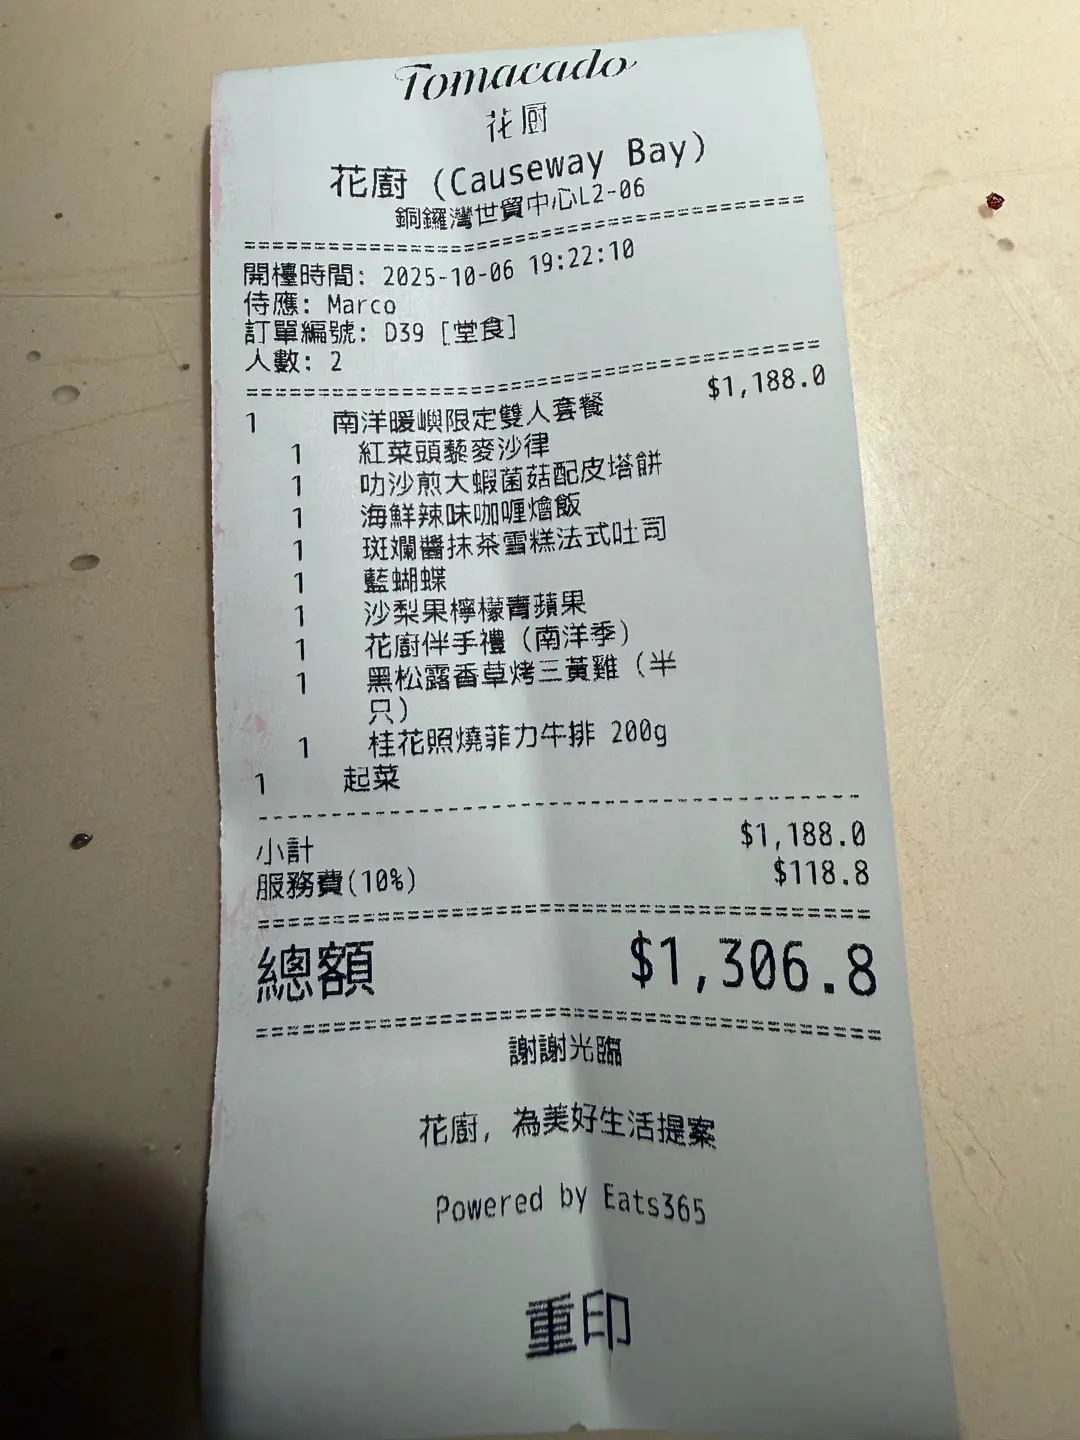 Tomacado
花厨
花廚 (Causeway Bay)
銅鑼灣世貿中心L2-06
開檯時間: 2025-10-06 19:22:10
侍應: Marco
訂單編號: D39 [堂食]
人數: 2
1 南洋暖嶼限定雙人套餐 $1,188.0
1 紅菜頭藜麥沙律
1 叻沙煎大蝦菌菇配皮塔餅
1 海鮮辣味咖喱燴飯
1 斑斕醬抹茶雪糕法式吐司
1 藍蝴蝶
1 沙梨果檸檬青蘋果
1 花廚伴手禮 (南洋季)
1 黑松露香草烤三黃雞 (半
只)
1 桂花照燒菲力牛排 200g
1 起菜
小計 $1,188.0
服務費(10%) $118.8
總額 $1,306.8
謝謝光臨
花廚, 為美好生活提案
Powered by Eats365
重印